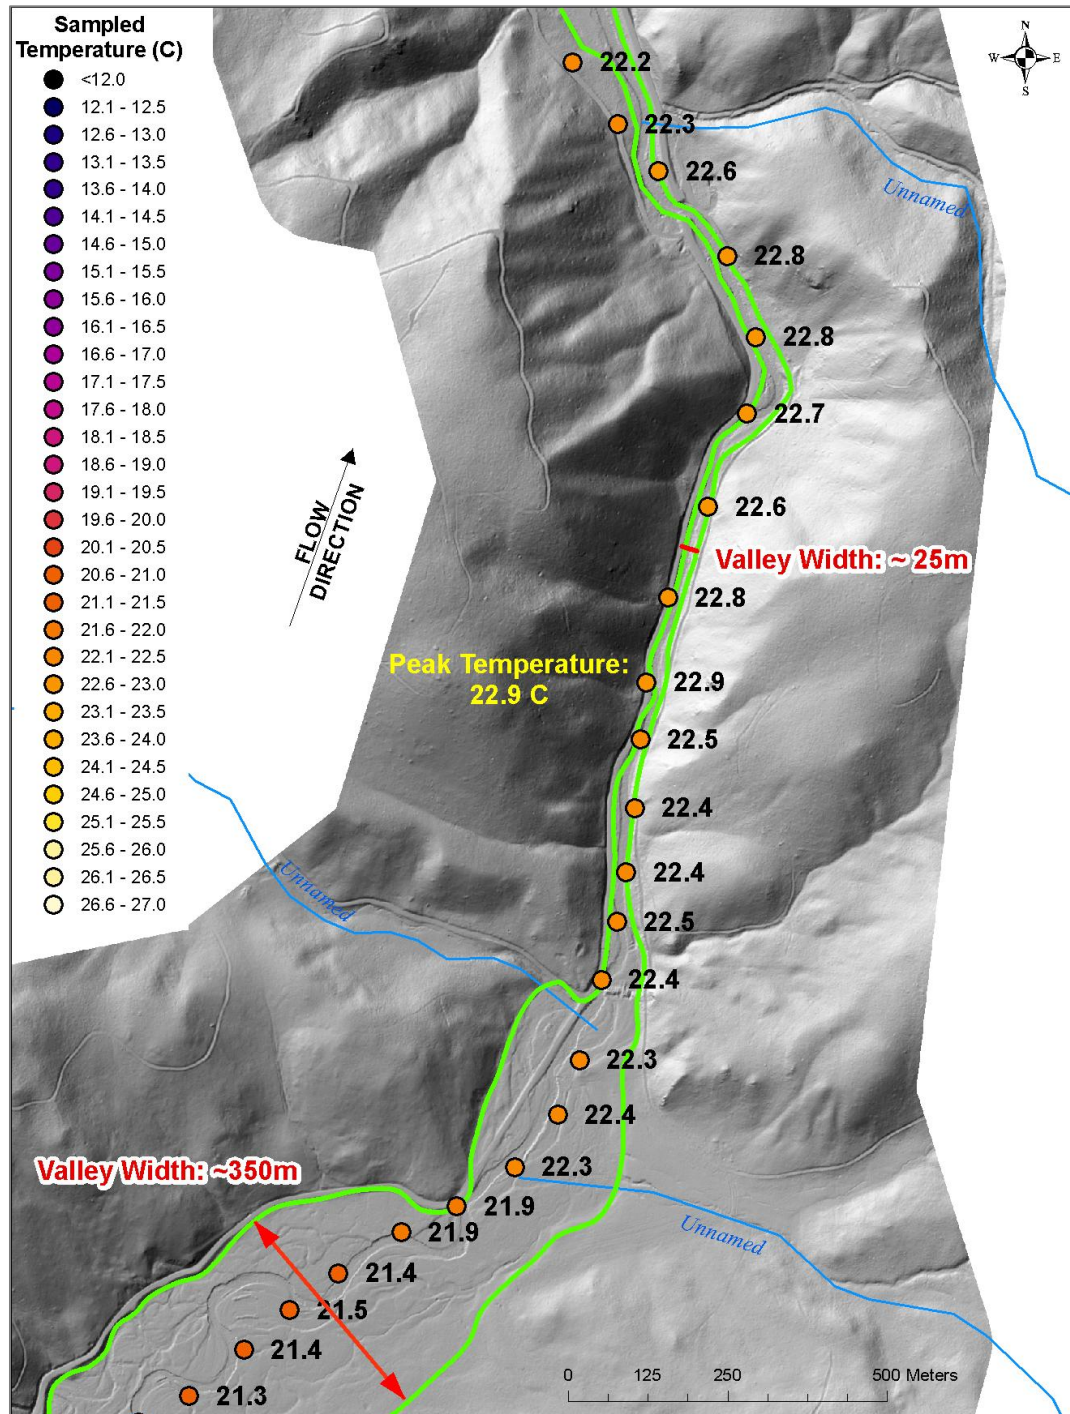 Sampled
Temperature (C)
<12.0
12.1 - 12.5
12.6 - 13.0
13.1 - 13.5
13.6 - 14.0
14.1 - 14.5
14.6 - 15.0
15.1 - 15.5
15.6 - 16.0
16.1 - 16.5
16.6 - 17.0
17.1 - 17.5
17.6 - 18.0
18.1 - 18.5
18.6 - 19.0
19.1 - 19.5
19.6 - 20.0
20.1 - 20.5
20.6 - 21.0
21.1 - 21.5
21.6 - 22.0
22.1 - 22.5
22.6 - 23.0
23.1 - 23.5
23.6 - 24.0
24.1 - 24.5
24.6 - 25.0
25.1 - 25.5
25.6 - 26.0
26.1 - 26.5
26.6 - 27.0
N
W E
S
22.2
22.3
22.6
Unnamed
22.8
22.8
22.7
FLOW
DIRECTION
22.6
Valley Width: ~ 25m
22.8
Peak Temperature:
22.9 C
22.9
22.5
22.4
22.4
Unnamed
22.5
22.4
22.3
22.4
22.3
Valley Width: ~350m
21.9
21.9
Unnamed
21.4
21.5
21.4
21.3
0 125 250 500 Meters